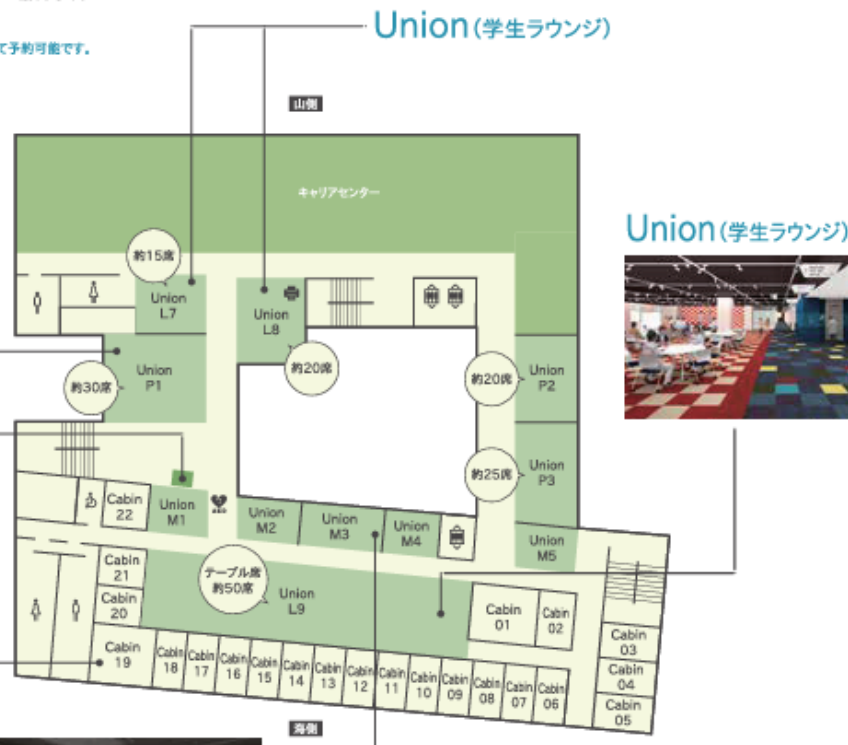 て予約可能です。
Union(学生ラウンジ)
山側
キャリアセンター
約15席
Union
L7
Union
L8
約20席
Union
P1
約30席
Union(学生ラウンジ)
約20席
Union
P2
約25席
Union
P3
Cabin
22
Union
M1
AED
Union
M2
Union
M3
Union
M4
Union
M5
Cabin
21
Cabin
20
テーブル席
約50席
Union
L9
Cabin
01
Cabin
02
Cabin
03
Cabin
04
Cabin
05
Cabin
19
Cabin
18
Cabin
17
Cabin
16
Cabin
15
Cabin
14
Cabin
13
Cabin
12
Cabin
11
Cabin
10
Cabin
09
Cabin
08
Cabin
07
Cabin
06
海側